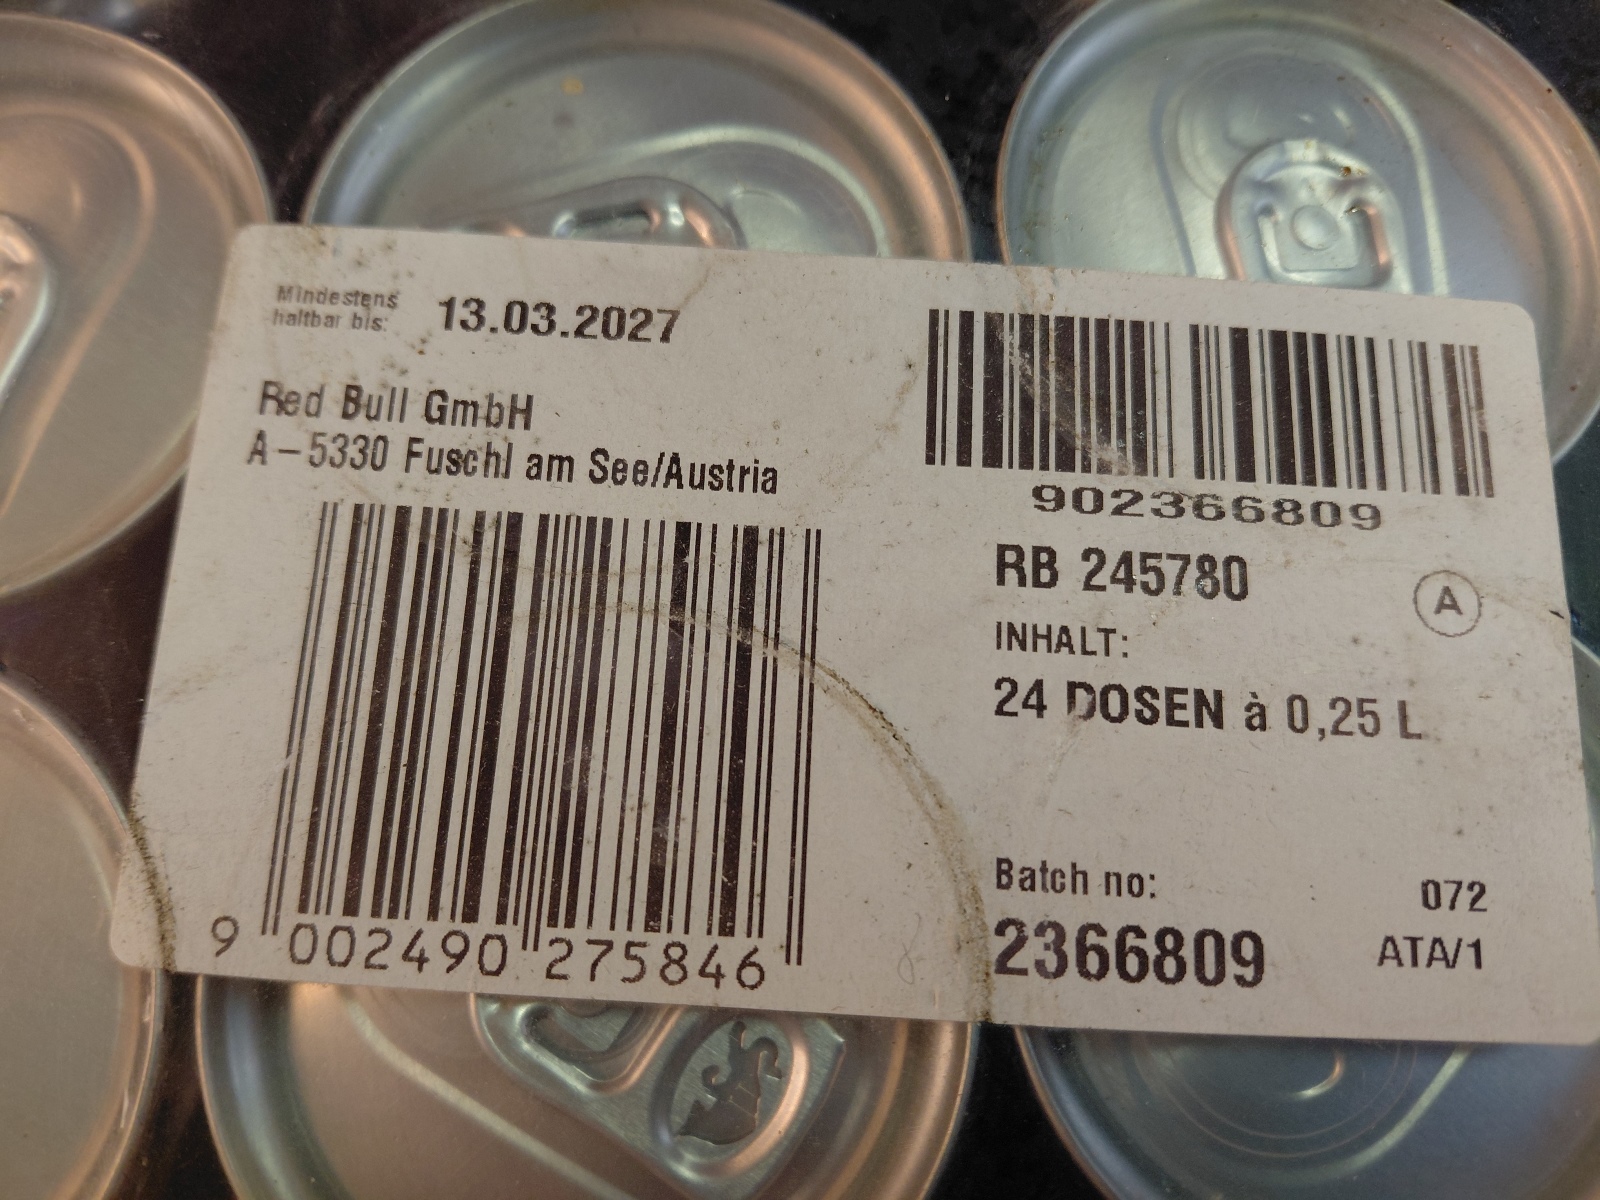 Mindestens
haltbar bis: 13.03.2027
Red Bull GmbH
A-5330 Fuschl am See/Austria
9 002490 275846
902366809
RB 245780
A
INHALT:
24 DOSEN à 0,25 L
Batch no: 072
2366809 ATA/1